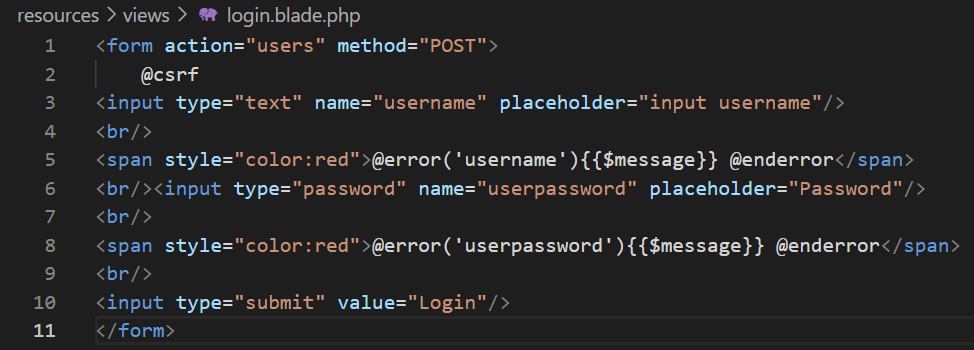 resources > views > login.blade.php
1 <form action="users" method="POST">
2     @csrf
3 <input type="text" name="username" placeholder="input username"/>
4 <br/>
5 <span style="color:red">@error('username'){{$message}} @enderror</span>
6 <br/><input type="password" name="userpassword" placeholder="Password"/>
7 <br/>
8 <span style="color:red">@error('userpassword'){{$message}} @enderror</span>
9 <br/>
10 <input type="submit" value="Login"/>
11 </form>